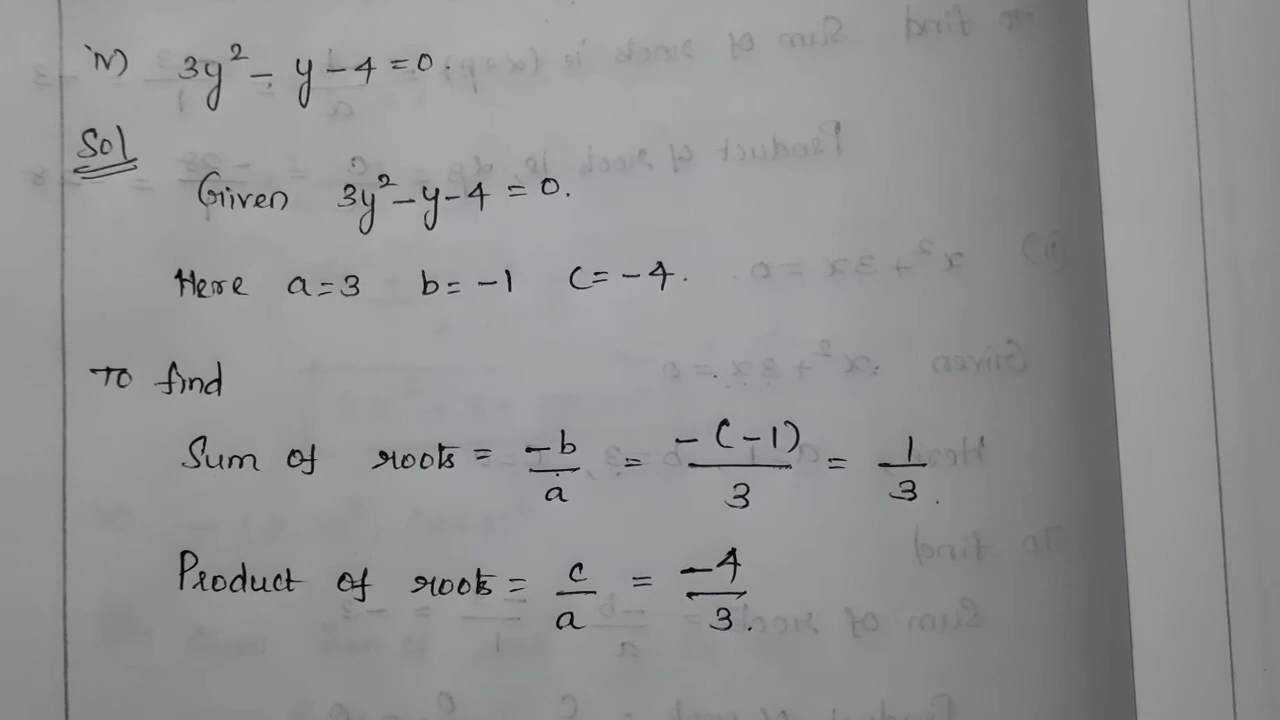 iv) 3y² - y - 4 = 0.
Sol
Given 3y² - y - 4 = 0.
Here a = 3 b = -1 c = -4.
To find
Sum of roots = -b/a = -(-1)/3 = 1/3.
Product of roots = c/a = -4/3.